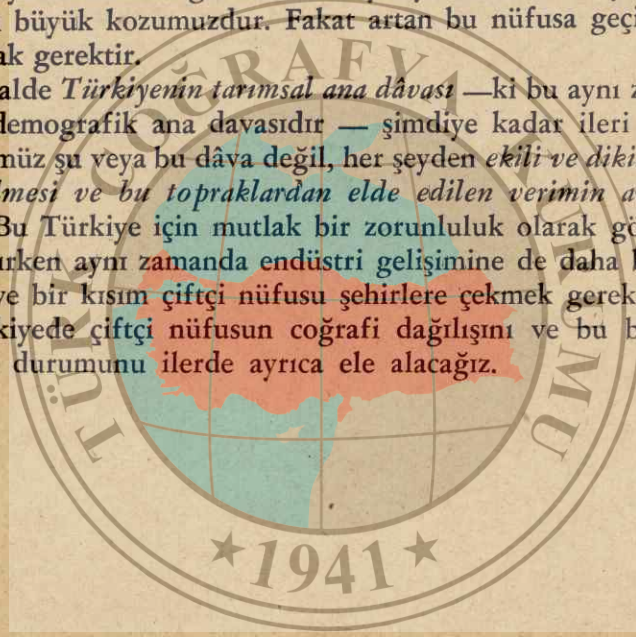 büyük kozumuzdur. Fakat artan bu nüfusa geçi
ak gerektir.
alde Türkiyenin tarımsal ana dâvası —ki bu aynı z
demografik ana davasıdır — şimdiye kadar ileri
müz şu veya bu dâva değil, her şeyden ekili ve diki
lmesi ve bu topraklardan elde edilen verimin a
Bu Türkiye için mutlak bir zorunluluk olarak gö
ırken aynı zamanda endüstri gelişimine de daha
ve bir kısım çiftçi nüfusu şehirlere çekmek gerek
kiyede çiftçi nüfusun coğrafi dağılışını ve bu b
durumunu ilerde ayrıca ele alacağız.
TÜRK COĞRAFYA KURUMU
★1941★